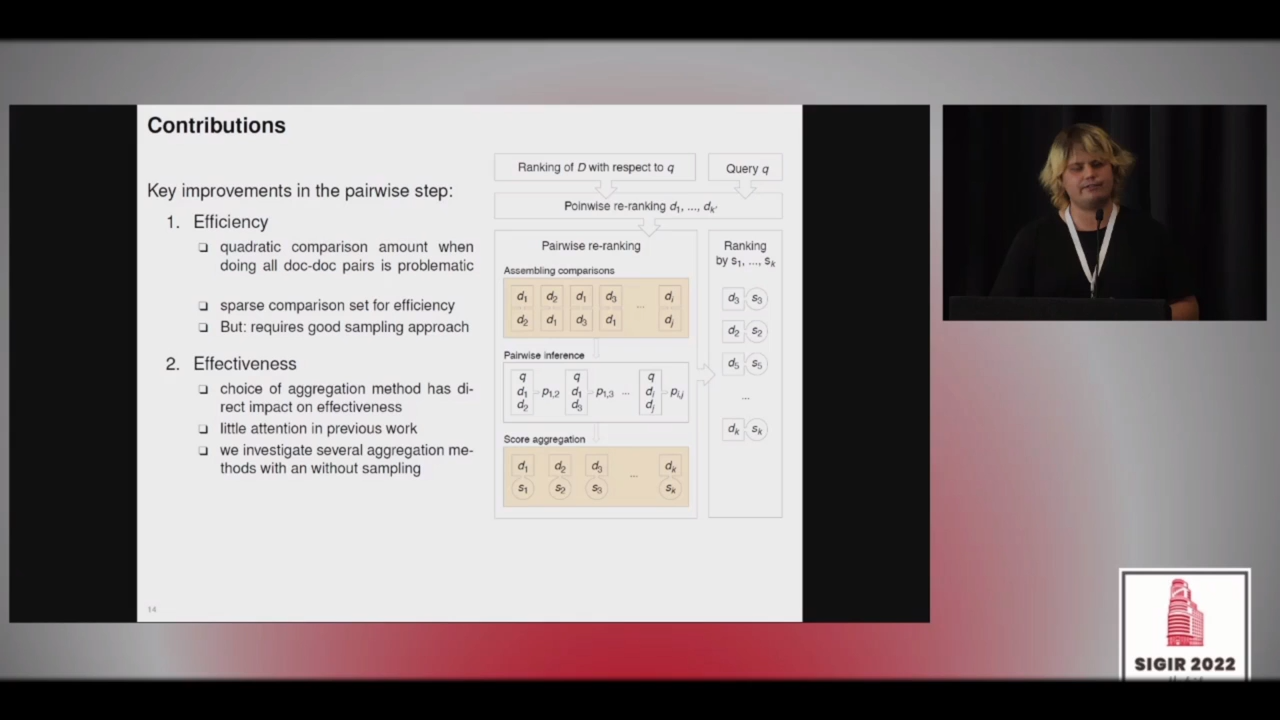 Contributions
Key improvements in the pairwise step:
1. Efficiency
❏ quadratic comparison amount when
doing all doc-doc pairs is problematic
❏ sparse comparison set for efficiency
❏ But: requires good sampling approach
2. Effectiveness
❏ choice of aggregation method has di-
rect impact on effectiveness
❏ little attention in previous work
❏ we investigate several aggregation me-
thods with an without sampling
14
Ranking of D with respect to q
Query q
Poinwise re-ranking d1, ..., dk'
Pairwise re-ranking
Assembling comparisons
d1 d2 d1 d3 ... di
d2 d1 d3 d1 dj
Pairwise inference
q q q
d1 p1,2 d1 p1,3 ... di pi,j
d2 d3 dj
Score aggregation
d1 d2 d3 ... dk
s1 s2 s3 sk
Ranking
by s1, ..., sk
d3 s3
d2 s2
d5 s5
...
dk sk
SIGIR 2022